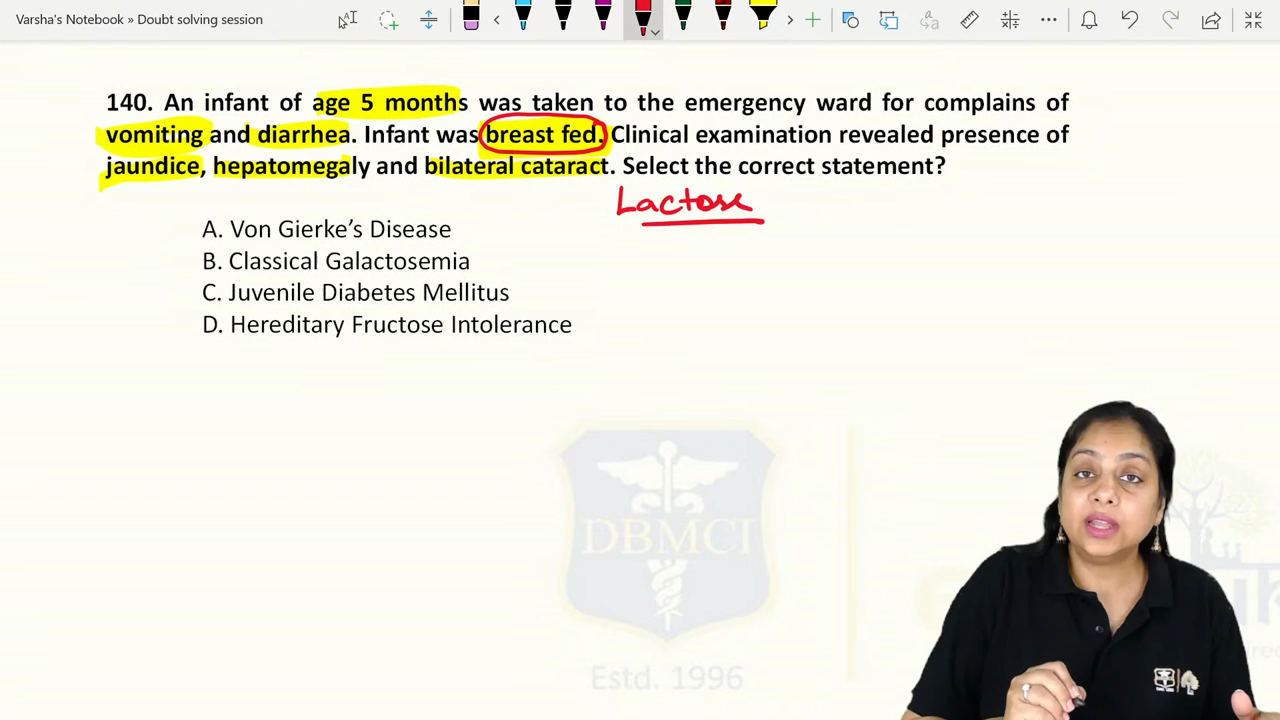 Varsha's Notebook » Doubt solving session
140. An infant of age 5 months was taken to the emergency ward for complains of
vomiting and diarrhea. Infant was breast fed. Clinical examination revealed presence of
jaundice, hepatomegaly and bilateral cataract. Select the correct statement?
Lactose
A. Von Gierke’s Disease
B. Classical Galactosemia
C. Juvenile Diabetes Mellitus
D. Hereditary Fructose Intolerance
DBMCI
Estd. 1996